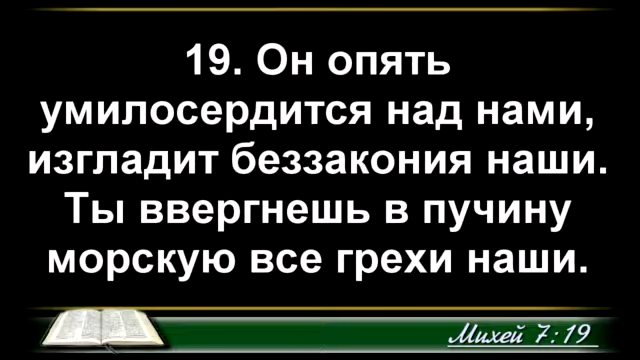 19. Он опять
умилосердится над нами,
изгладит беззакония наши.
Ты ввергнешь в пучину
морскую все грехи наши.
Михей 7:19